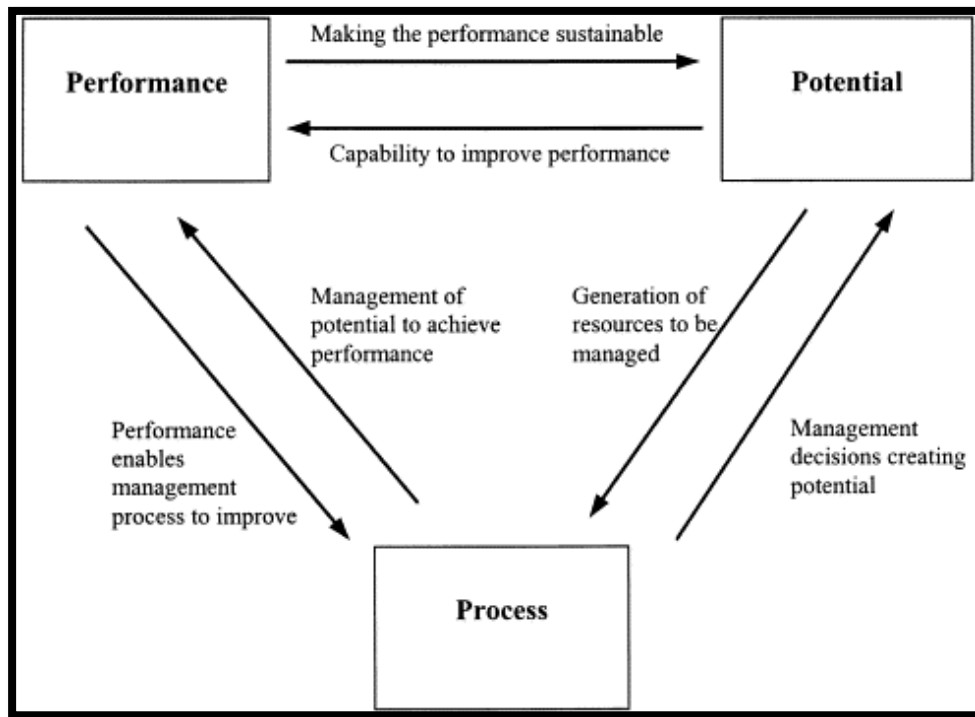 Making the performance sustainable
Performance
Potential
Capability to improve performance
Management of
potential to achieve
performance
Generation of
resources to be
managed
Performance
enables
management
process to improve
Management
decisions creating
potential
Process